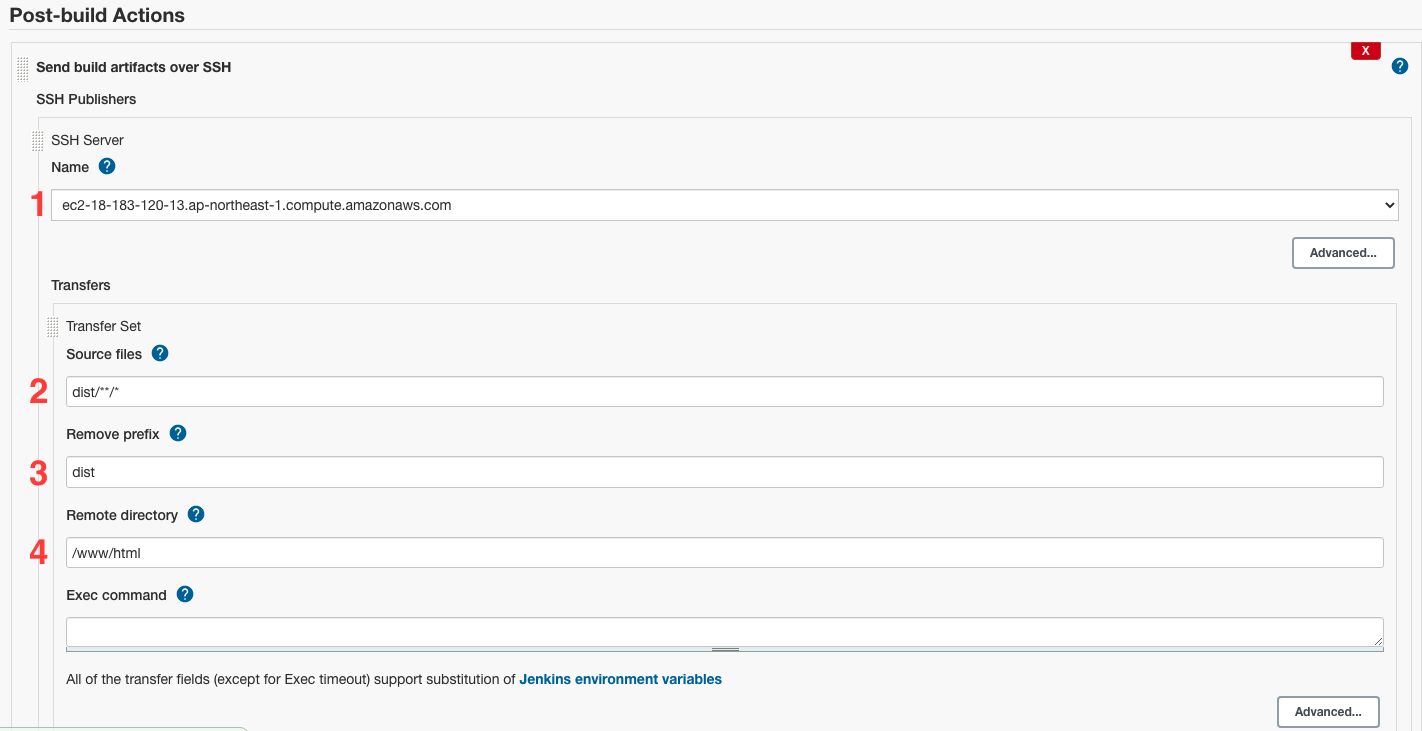 Post-build Actions
X
Send build artifacts over SSH
?
SSH Publishers
SSH Server
Name ?
1 ec2-18-183-120-13.ap-northeast-1.compute.amazonaws.com
Advanced...
Transfers
Transfer Set
Source files ?
2 dist/**/*
Remove prefix ?
3 dist
Remote directory ?
4 /www/html
Exec command ?
All of the transfer fields (except for Exec timeout) support substitution of Jenkins environment variables
Advanced...